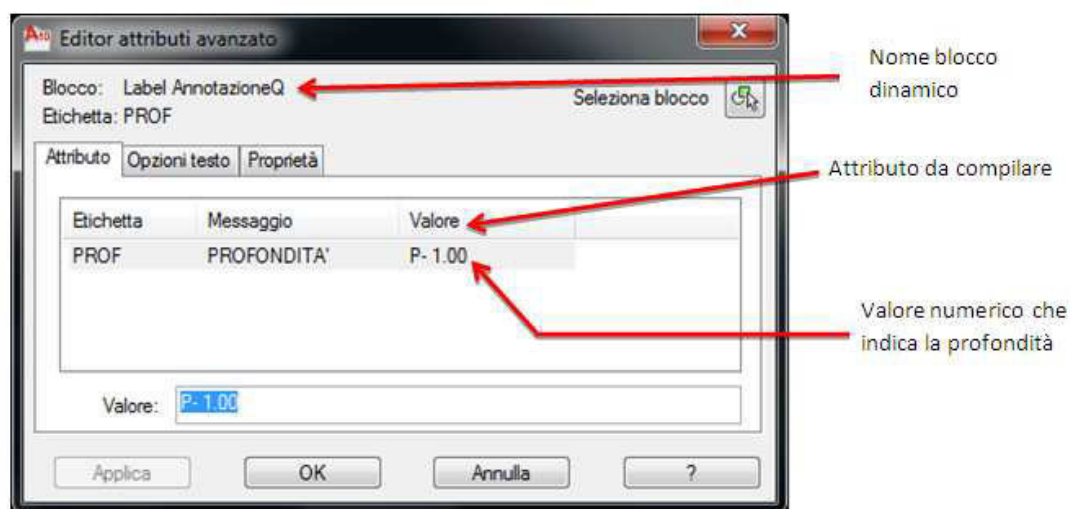 Editor attributi avanzato
Blocco: Label AnnotazioneQ
Seleziona blocco
Etichetta: PROF
Attributo Opzioni testo Proprietà
Etichetta Messaggio Valore
PROF PROFONDITA' P- 1.00
Valore: P- 1.00
Applica OK Annulla ?
Nome blocco
dinamico
Attributo da compilare
Valore numerico che
indica la profondità